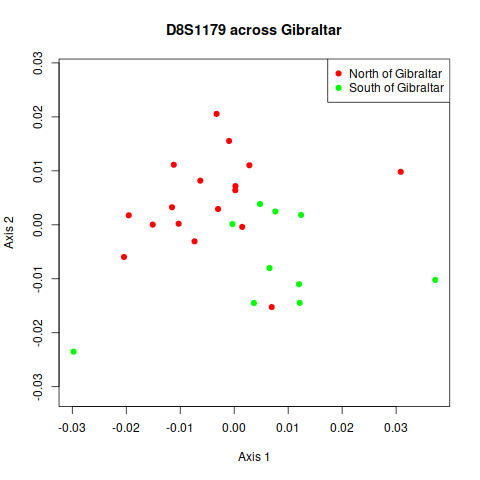 D8S1179 across Gibraltar
North of Gibraltar
South of Gibraltar
Axis 2
0.03
0.02
0.01
0.00
-0.01
-0.02
-0.03
-0.03 -0.02 -0.01 0.00 0.01 0.02 0.03
Axis 1